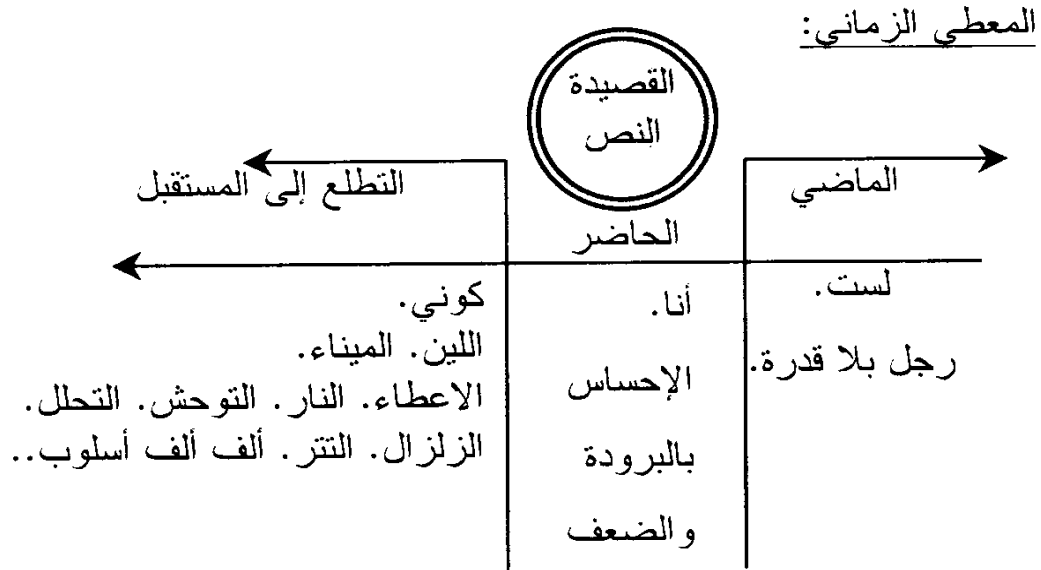 المعطي الزماني:
القصيدة
النص
الماضي
التطلع إلى المستقبل
الحاضر
لست.
رجل بلا قدرة.
أنا.
الإحساس
بالبرودة
والضعف
كوني.
اللين. الميناء.
الاعطاء. النار. التوحش. التحلل.
الزلزال. التتر. ألف ألف أسلوب..